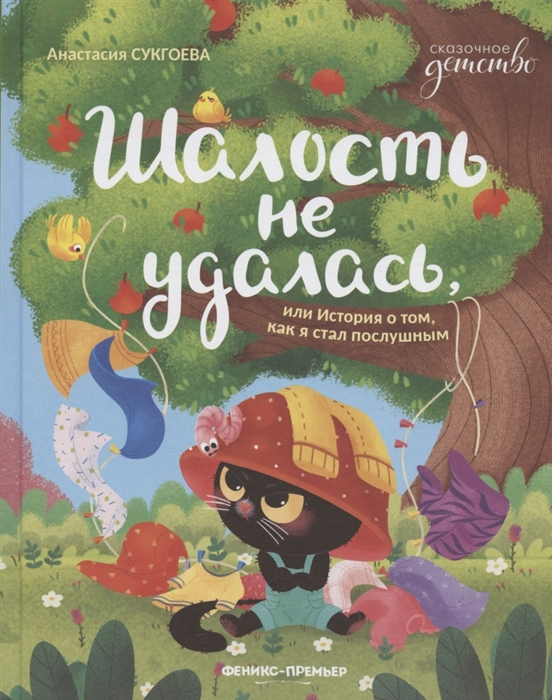 Анастасия СУКГОЕВА
сказочное
детство
Шалость
не
удалась,
или История о том,
как я стал послушным
ФЕНИКС-ПРЕМЬЕР